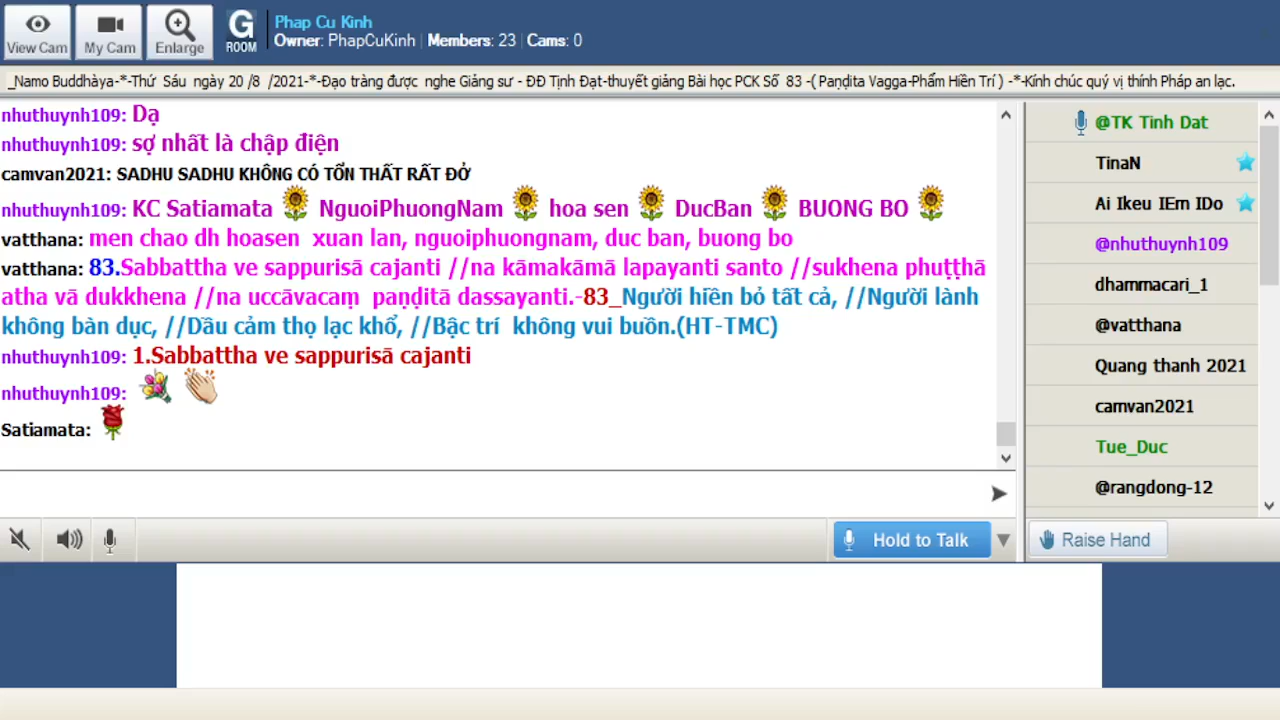 View Cam
My Cam
Enlarge
G
ROOM
Phap Cu Kinh
Owner: PhapCuKinh | Members: 23 | Cams: 0
_Namo Buddhàya-*-Thứ Sáu ngày 20 /8 /2021-*-Đạo tràng được nghe Giảng sư - ĐĐ Tịnh Đạt-thuyết giảng Bài học PCK Số 83 -( Paṇḍita Vagga-Phẩm Hiền Trí ) -*-Kính chúc quý vị thính Pháp an lạc.
nhuthuynh109: Dạ
nhuthuynh109: sợ nhất là chập điện
camvan2021: SADHU SADHU KHÔNG CÓ TỔN THẤT RẤT ĐỞ
nhuthuynh109: KC Satiamata NguoiPhuongNam hoa sen DucBan BUONG BO
vatthana: men chao dh hoasen xuan lan, nguoiphuongnam, duc ban, buong bo
vatthana: 83.Sabbattha ve sappurisā cajanti //na kāmakāmā lapayanti santo //sukhena phuṭṭhā
atha vā dukkhena //na uccāvacaṃ paṇḍitā dassayanti.-83_Người hiền bỏ tất cả, //Người lành
không bàn dục, //Dầu cảm thọ lạc khổ, //Bậc trí không vui buồn.(HT-TMC)
nhuthuynh109: 1.Sabbattha ve sappurisā cajanti
nhuthuynh109:
Satiamata:
@TK Tinh Dat
TinaN
Ai lkeu IEm IDo
@nhuthuynh109
dhammacari_1
@vatthana
Quang thanh 2021
camvan2021
Tue_Duc
@rangdong-12
Hold to Talk
Raise Hand